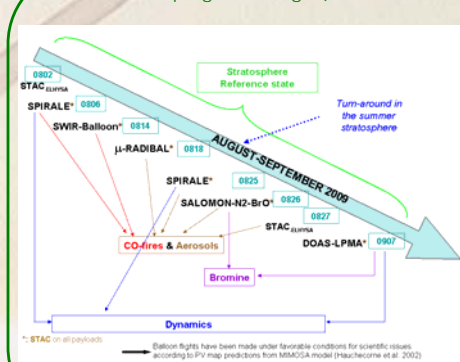 Stratosphere
Reference state
Turn-around in
the summer
stratosphere
AUGUST-SEPTEMBER 2009
0802
STAC ELHYSA
SPIRALE*
0806
SWIR-Balloon*
0814
µ-RADIBAL*
0818
SPIRALE*
0825
SALOMON-N2-BrO*
0826
STAC ELHYSA
0827
DOAS-LPMA*
0907
CO-fires & Aerosols
Bromine
Dynamics
*: STAC on all payloads
Balloon flights have been made under favorable conditions for scientific issues
according to PV map predictions from MIMOSA model (Hauchecorne et al. 2002)